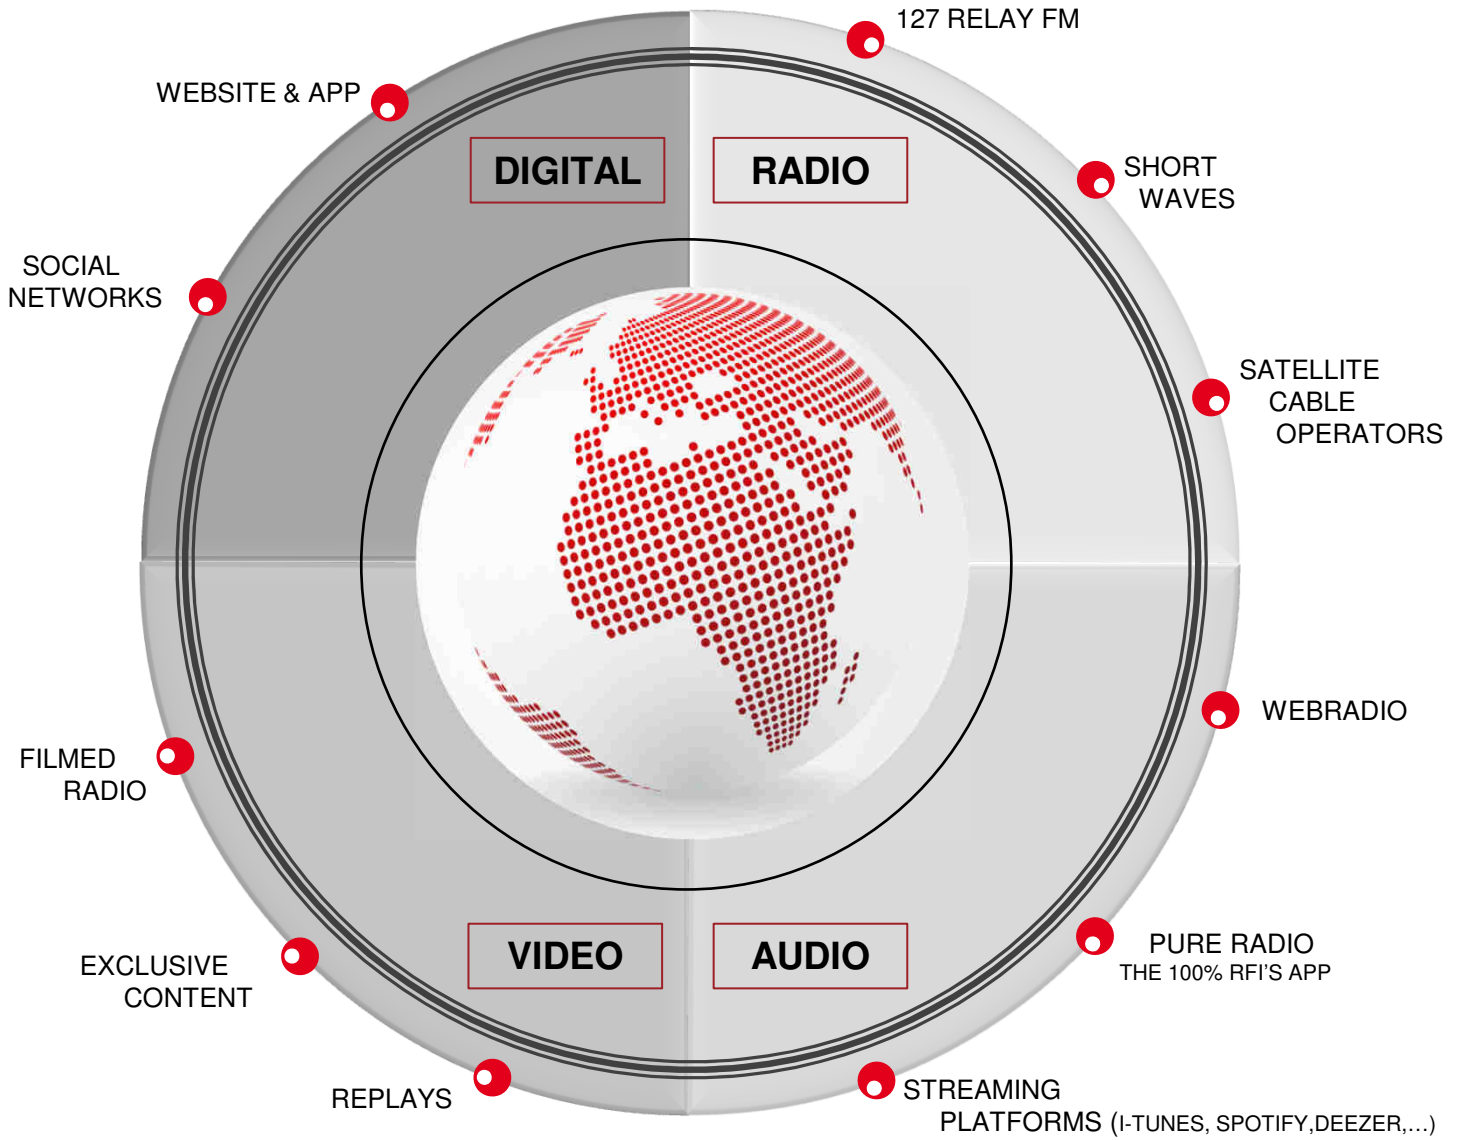 127 RELAY FM
WEBSITE & APP
DIGITAL
RADIO
SHORT
WAVES
SOCIAL
NETWORKS
SATELLITE
CABLE
OPERATORS
WEBRADIO
FILMED
RADIO
PURE RADIO
THE 100% RFI'S APP
VIDEO
AUDIO
EXCLUSIVE
CONTENT
REPLAYS
STREAMING
PLATFORMS (I-TUNES, SPOTIFY,DEEZER,...)